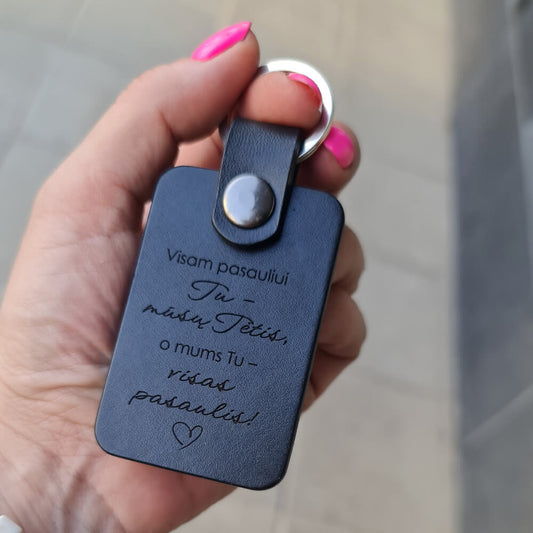 Visam pasauliui
Tu –
mūsų Tėtis,
o mums Tu –
visas
pasaulis!